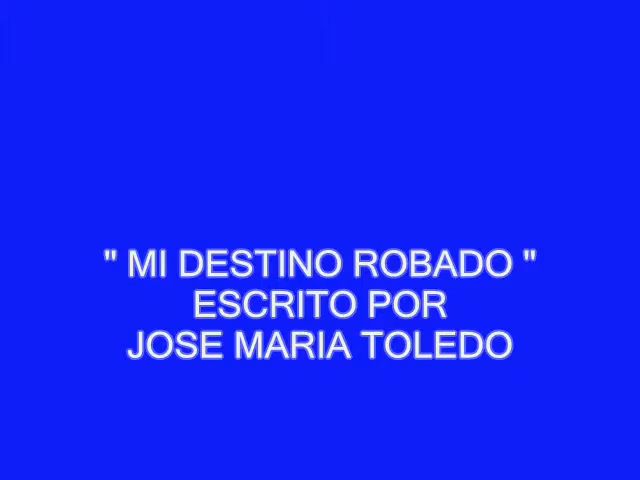 " MI DESTINO ROBADO "
ESCRITO POR
JOSE MARIA TOLEDO